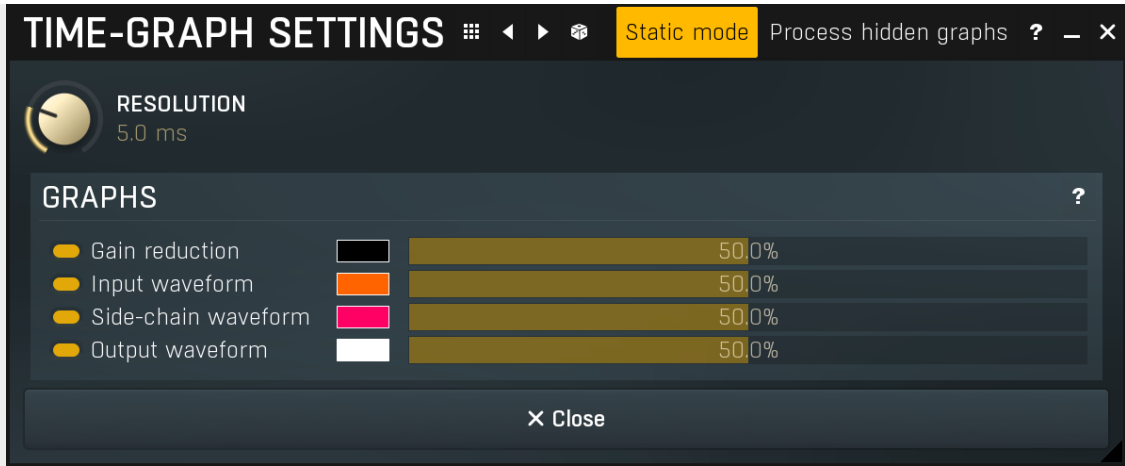 TIME-GRAPH SETTINGS Static mode Process hidden graphs ?
RESOLUTION
5.0 ms
GRAPHS ?
Gain reduction 50.0%
Input waveform 50.0%
Side-chain waveform 50.0%
Output waveform 50.0%
Close